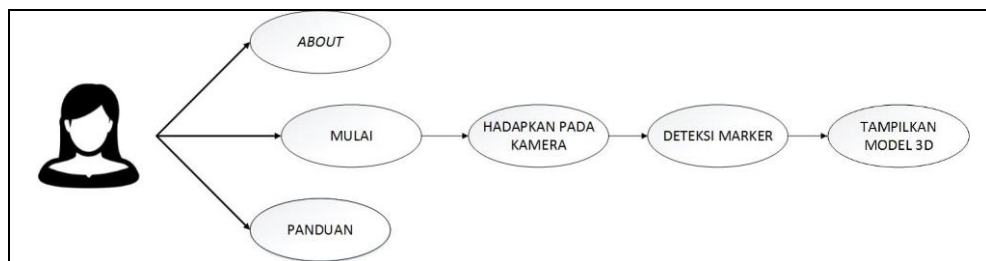 ABOUT
MULAI
HADAPKAN PADA
KAMERA
DETEKSI MARKER
TAMPILKAN
MODEL 3D
PANDUAN